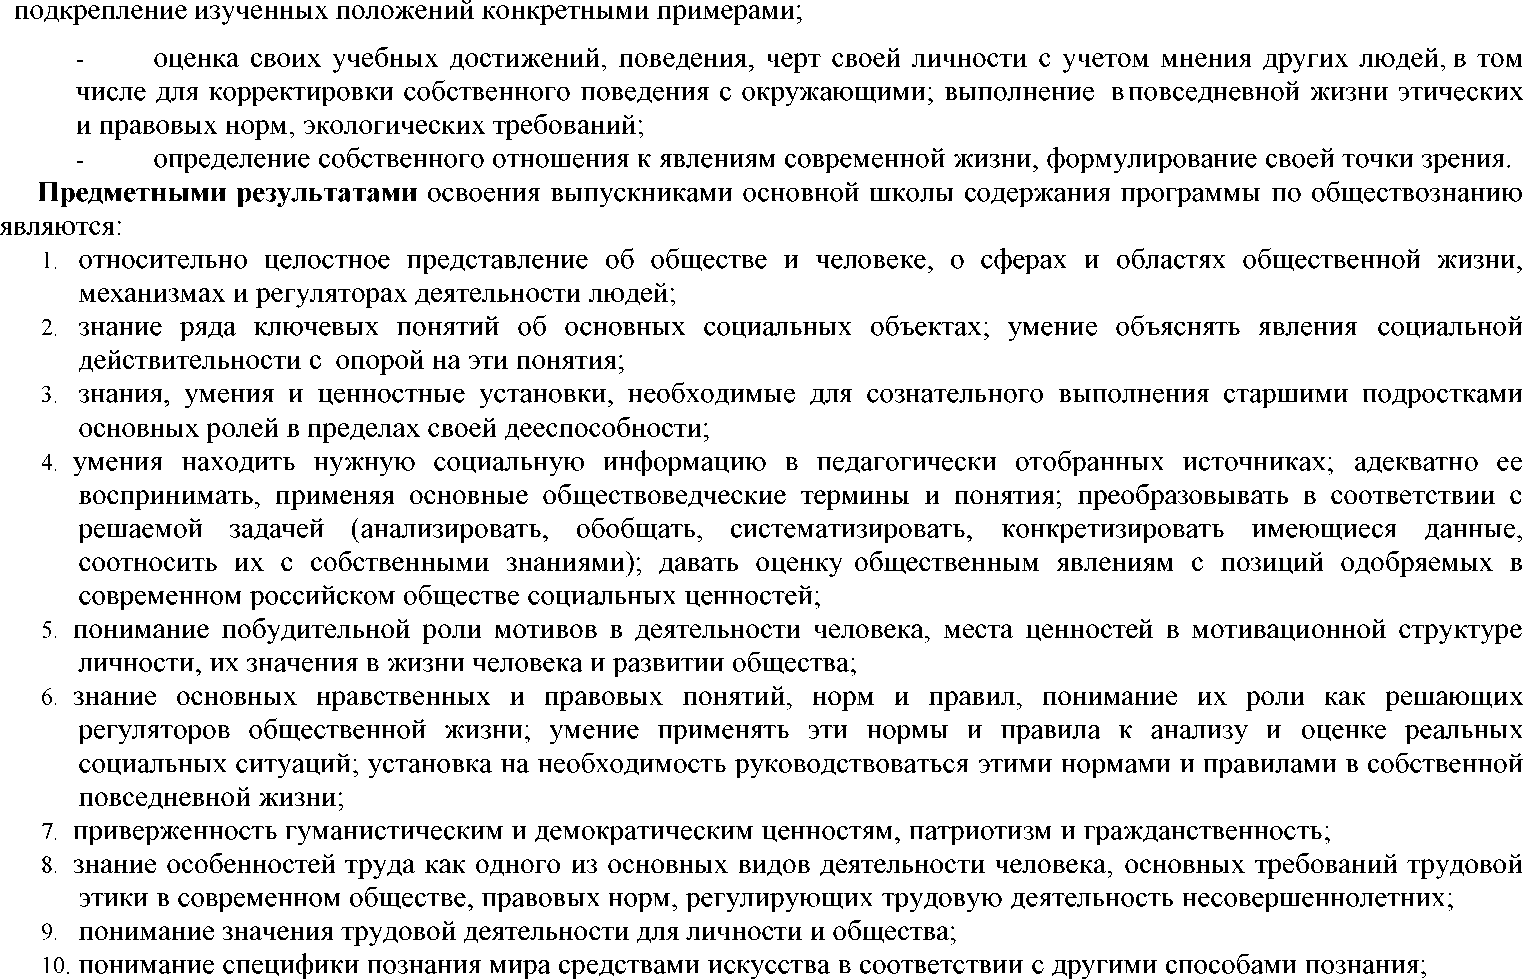 подкрепление изученных положений конкретными примерами;
- оценка своих учебных достижений, поведения, черт своей личности с учетом мнения других людей, в том
числе для корректировки собственного поведения с окружающими; выполнение в повседневной жизни этических
и правовых норм, экологических требований;
- определение собственного отношения к явлениям современной жизни, формулирование своей точки зрения.
Предметными результатами освоения выпускниками основной школы содержания программы по обществознанию
являются:
1. относительно целостное представление об обществе и человеке, о сферах и областях общественной жизни,
механизмах и регуляторах деятельности людей;
2. знание ряда ключевых понятий об основных социальных объектах; умение объяснять явления социальной
действительности с опорой на эти понятия;
3. знания, умения и ценностные установки, необходимые для сознательного выполнения старшими подростками
основных ролей в пределах своей дееспособности;
4. умения находить нужную социальную информацию в педагогически отобранных источниках; адекватно ее
воспринимать, применяя основные обществоведческие термины и понятия; преобразовывать в соответствии с
решаемой задачей (анализировать, обобщать, систематизировать, конкретизировать имеющиеся данные,
соотносить их с собственными знаниями); давать оценку общественным явлениям с позиций одобряемых в
современном российском обществе социальных ценностей;
5. понимание побудительной роли мотивов в деятельности человека, места ценностей в мотивационной структуре
личности, их значения в жизни человека и развитии общества;
6. знание основных нравственных и правовых понятий, норм и правил, понимание их роли как решающих
регуляторов общественной жизни; умение применять эти нормы и правила к анализу и оценке реальных
социальных ситуаций; установка на необходимость руководствоваться этими нормами и правилами в собственной
повседневной жизни;
7. приверженность гуманистическим и демократическим ценностям, патриотизм и гражданственность;
8. знание особенностей труда как одного из основных видов деятельности человека, основных требований трудовой
этики в современном обществе, правовых норм, регулирующих трудовую деятельность несовершеннолетних;
9. понимание значения трудовой деятельности для личности и общества;
10. понимание специфики познания мира средствами искусства в соответствии с другими способами познания;